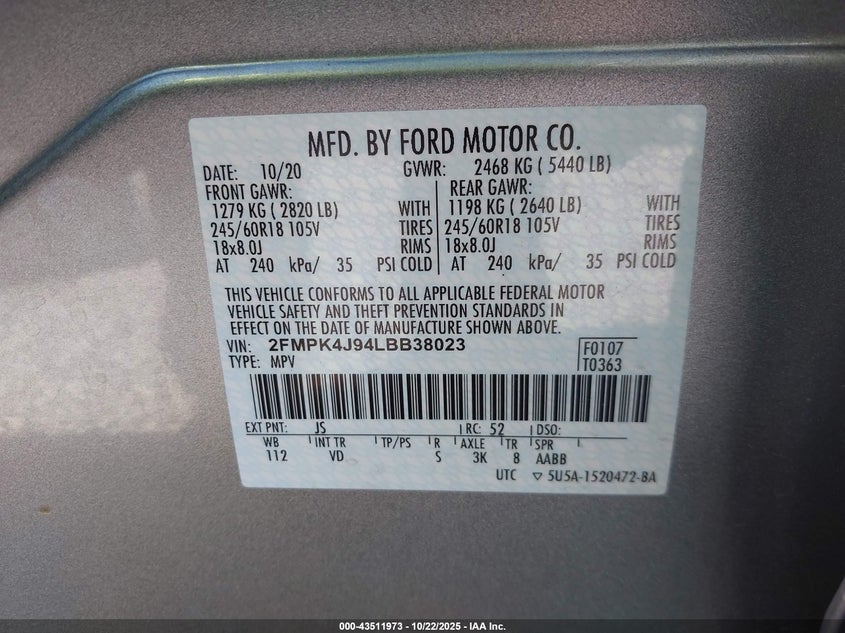 MFD. BY FORD MOTOR CO.
DATE: 10/20 GVWR: 2468 KG ( 5440 LB)
FRONT GAWR: REAR GAWR:
1279 KG ( 2820 LB) WITH 1198 KG ( 2640 LB) WITH
245/60R18 105V TIRES 245/60R18 105V TIRES
18x8.0J RIMS 18x8.0J RIMS
AT 240 kPa/ 35 PSI COLD AT 240 kPa/ 35 PSI COLD
THIS VEHICLE CONFORMS TO ALL APPLICABLE FEDERAL MOTOR
VEHICLE SAFETY AND THEFT PREVENTION STANDARDS IN
EFFECT ON THE DATE OF MANUFACTURE SHOWN ABOVE.
VIN: 2FMPK4J94LBB38023 F0107
TYPE: MPV T0363
EXT PNT: JS RC: 52 DSO:
WB INT TR TP/PS R AXLE TR SPR
112 VD S 3K 8 AABB
UTC ▽ 5U5A-1520472-BA
000-43511973 - 10/22/2025 - IAA Inc.